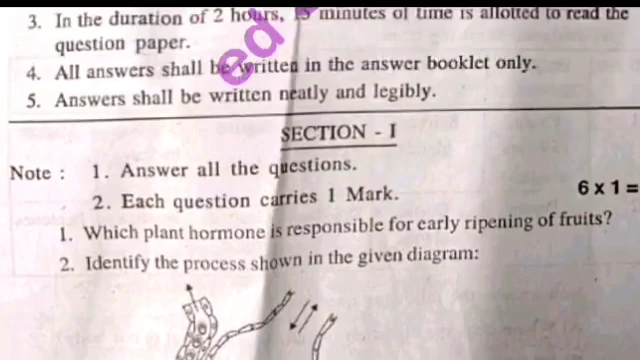 3. In the duration of 2 hours, 15 minutes of time is allotted to read the
question paper.
4. All answers shall be written in the answer booklet only.
5. Answers shall be written neatly and legibly.
SECTION - I
Note : 1. Answer all the questions.
2. Each question carries 1 Mark.
6 x 1 =
1. Which plant hormone is responsible for early ripening of fruits?
2. Identify the process shown in the given diagram:
ed